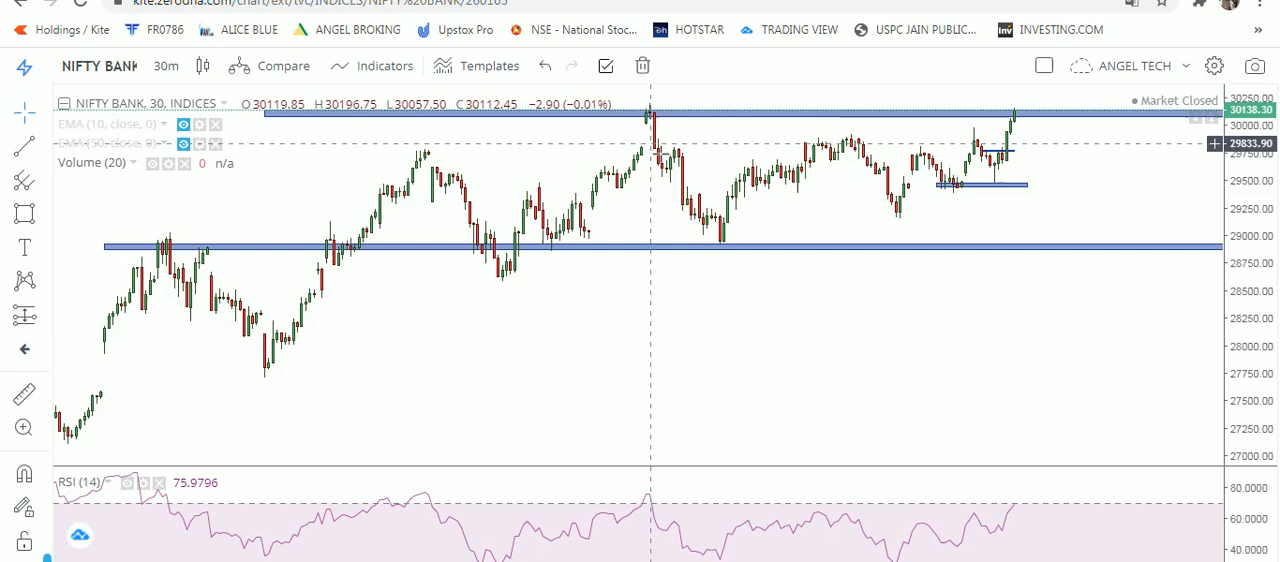 kite.zerodha.com/chart/ext/tvc/INDICES/NIFTY%20BANK/260105
Holdings / Kite FR0786 ALICE BLUE ANGEL BROKING Upstox Pro NSE - National Stoc... HOTSTAR TRADING VIEW USPC JAIN PUBLIC... INVESTING.COM »
NIFTY BANK 30m Compare Indicators Templates ANGEL TECH
NIFTY BANK, 30, INDICES O 30119.85 H 30196.75 L 30057.50 C 30112.45 −2.90 (−0.01%) Market Closed
EMA (10, close, 0)
EMA (50, close, 0)
Volume (20) 0 n/a
30250.00
30138.30
30000.00
29833.90
29750.00
29500.00
29250.00
29000.00
28750.00
28500.00
28250.00
28000.00
27750.00
27500.00
27250.00
27000.00
RSI (14) 75.9796
80.0000
60.0000
40.0000